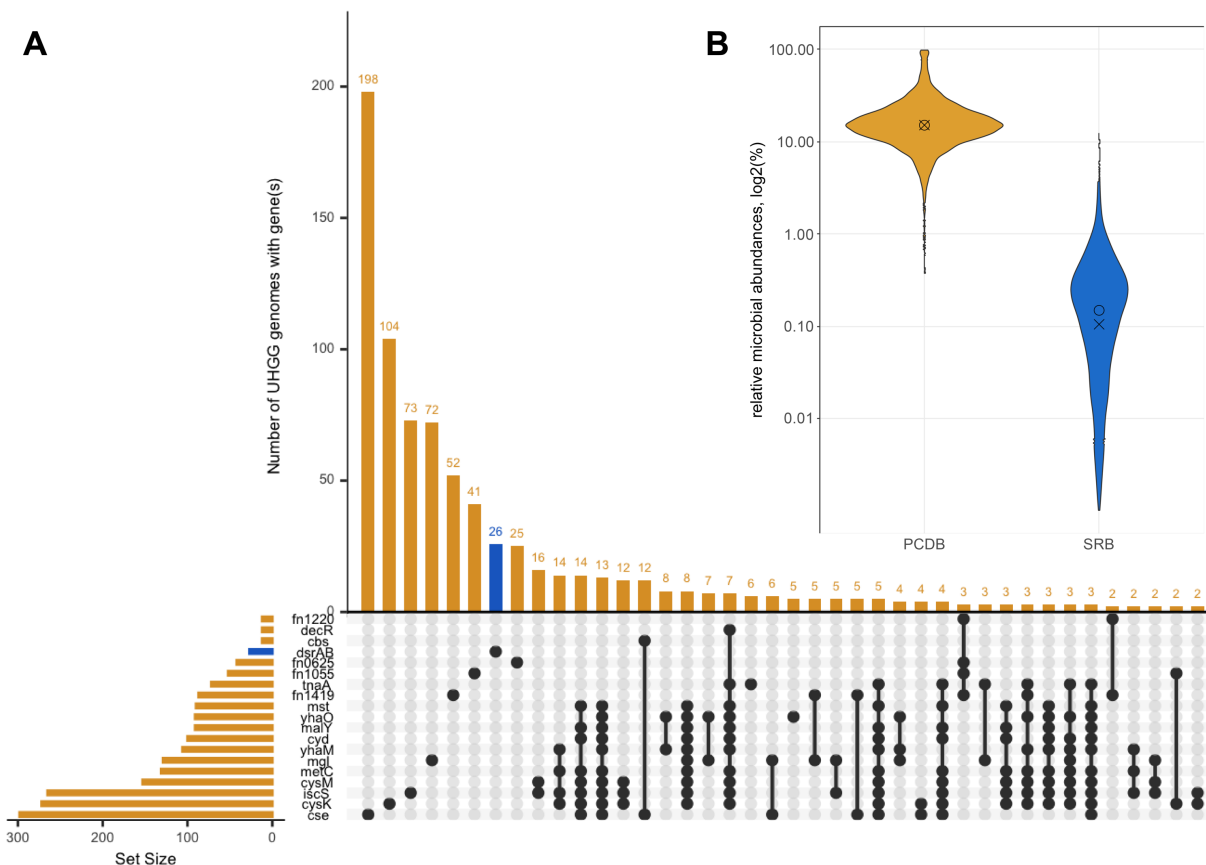 A
B
Number of UHGG genomes with gene(s)
200
150
100
50
0
198
104
73
72
52
41
26
25
16
14
14
13
12
12
8
8
7
7
6
6
5
5
5
5
5
4
4
4
3
3
3
3
3
3
3
2
2
2
2
2
relative microbial abundances, log2(%)
100.00
10.00
1.00
0.10
0.01
PCDB
SRB
fn1220
decR
cbs
dsrAB
fn0625
fn1055
tnaA
fn1419
mst
yhaO
malY
cyd
yhaM
mgl
metC
cysM
iscS
cysK
cse
300
200
100
0
Set Size